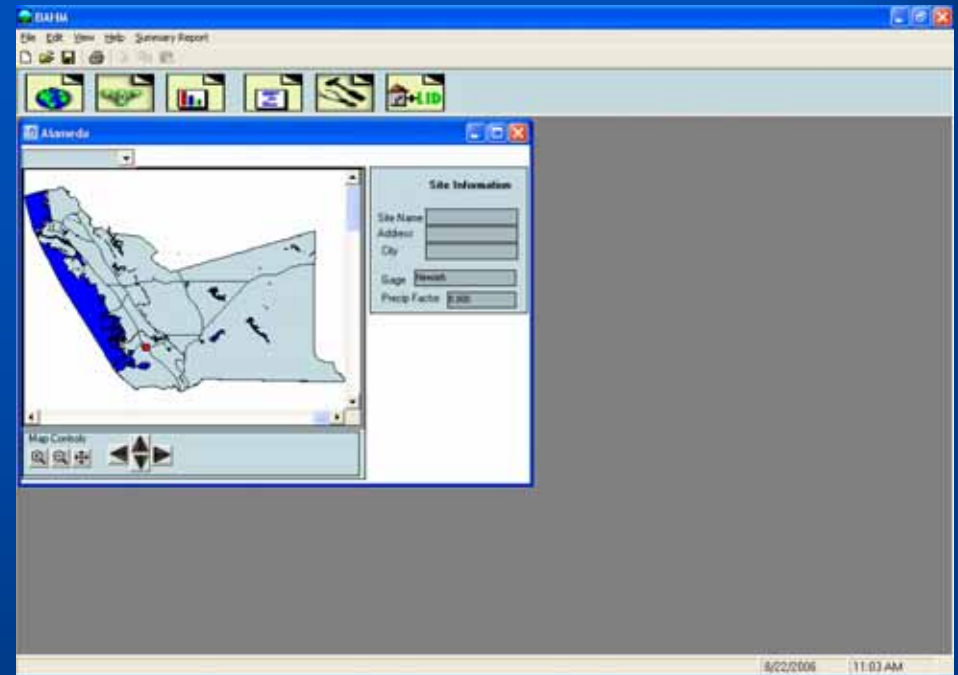 BAHM
File Edit View Help Summary Report
+LID
Alameda
Site Information
Site Name
Address
City
Gage Newark
Precip Factor
Map Controls
8/22/2006 11:03 AM